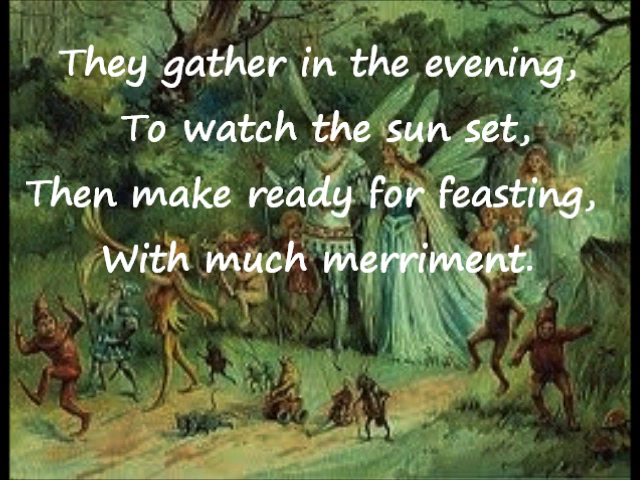 They gather in the evening,
To watch the sun set,
Then make ready for feasting,
With much merriment.